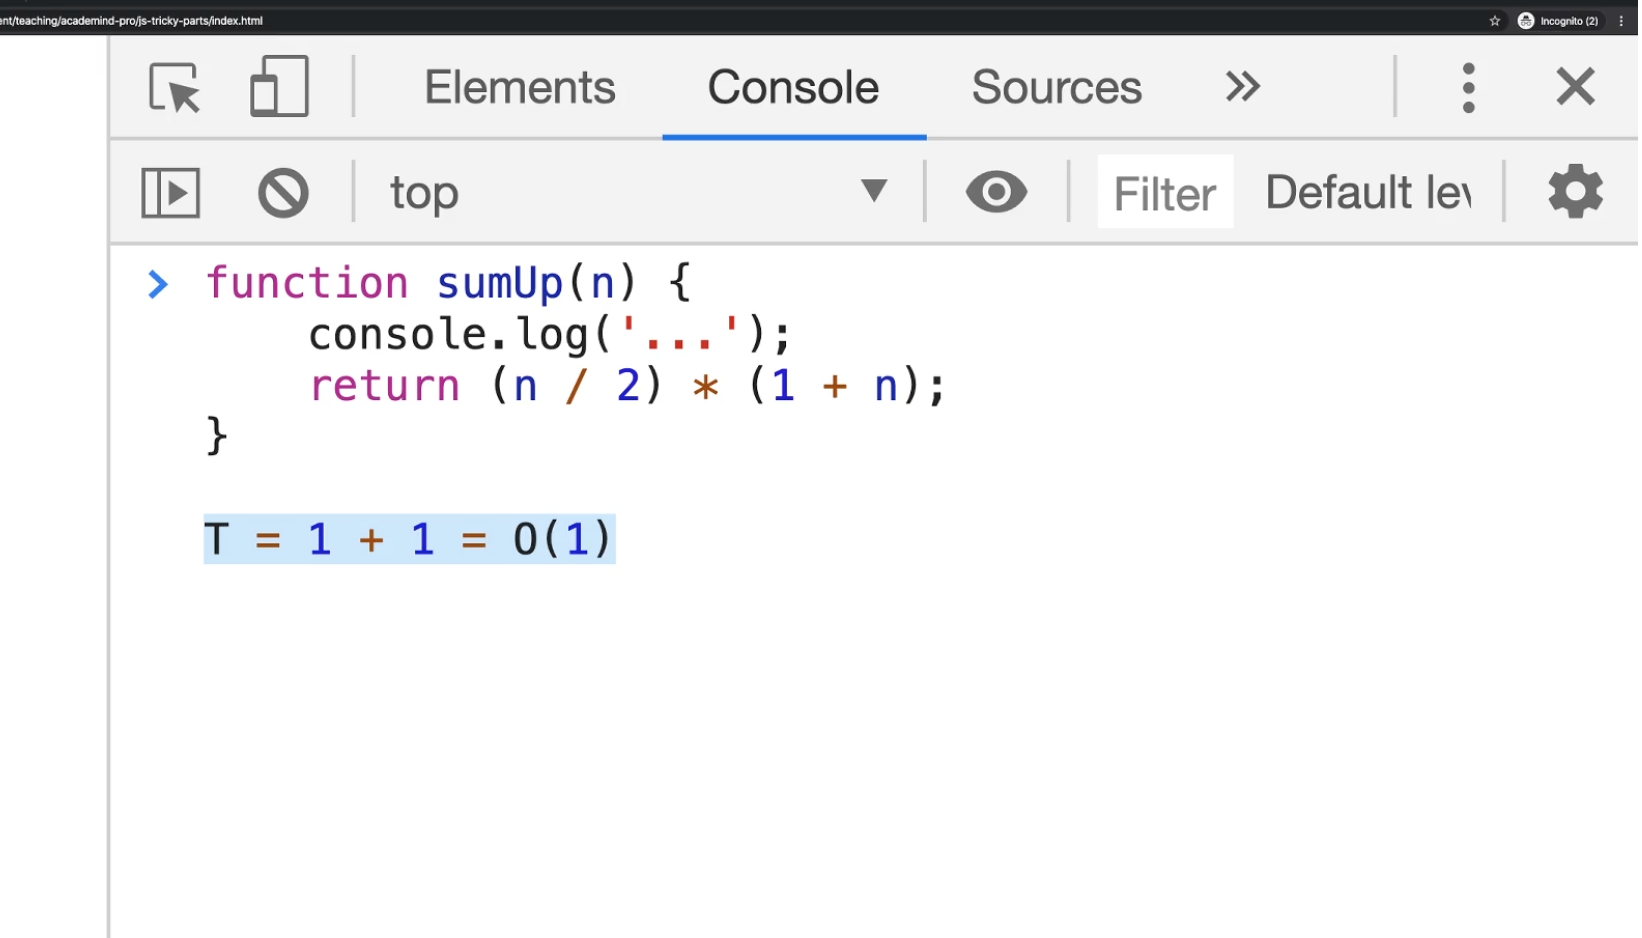 ent/teaching/academind-pro/js-tricky-parts/index.html
Incognito (2)
Elements Console Sources
top Filter Default lev
function sumUp(n) {
    console.log('...');
    return (n / 2) * (1 + n);
}
T = 1 + 1 = O(1)